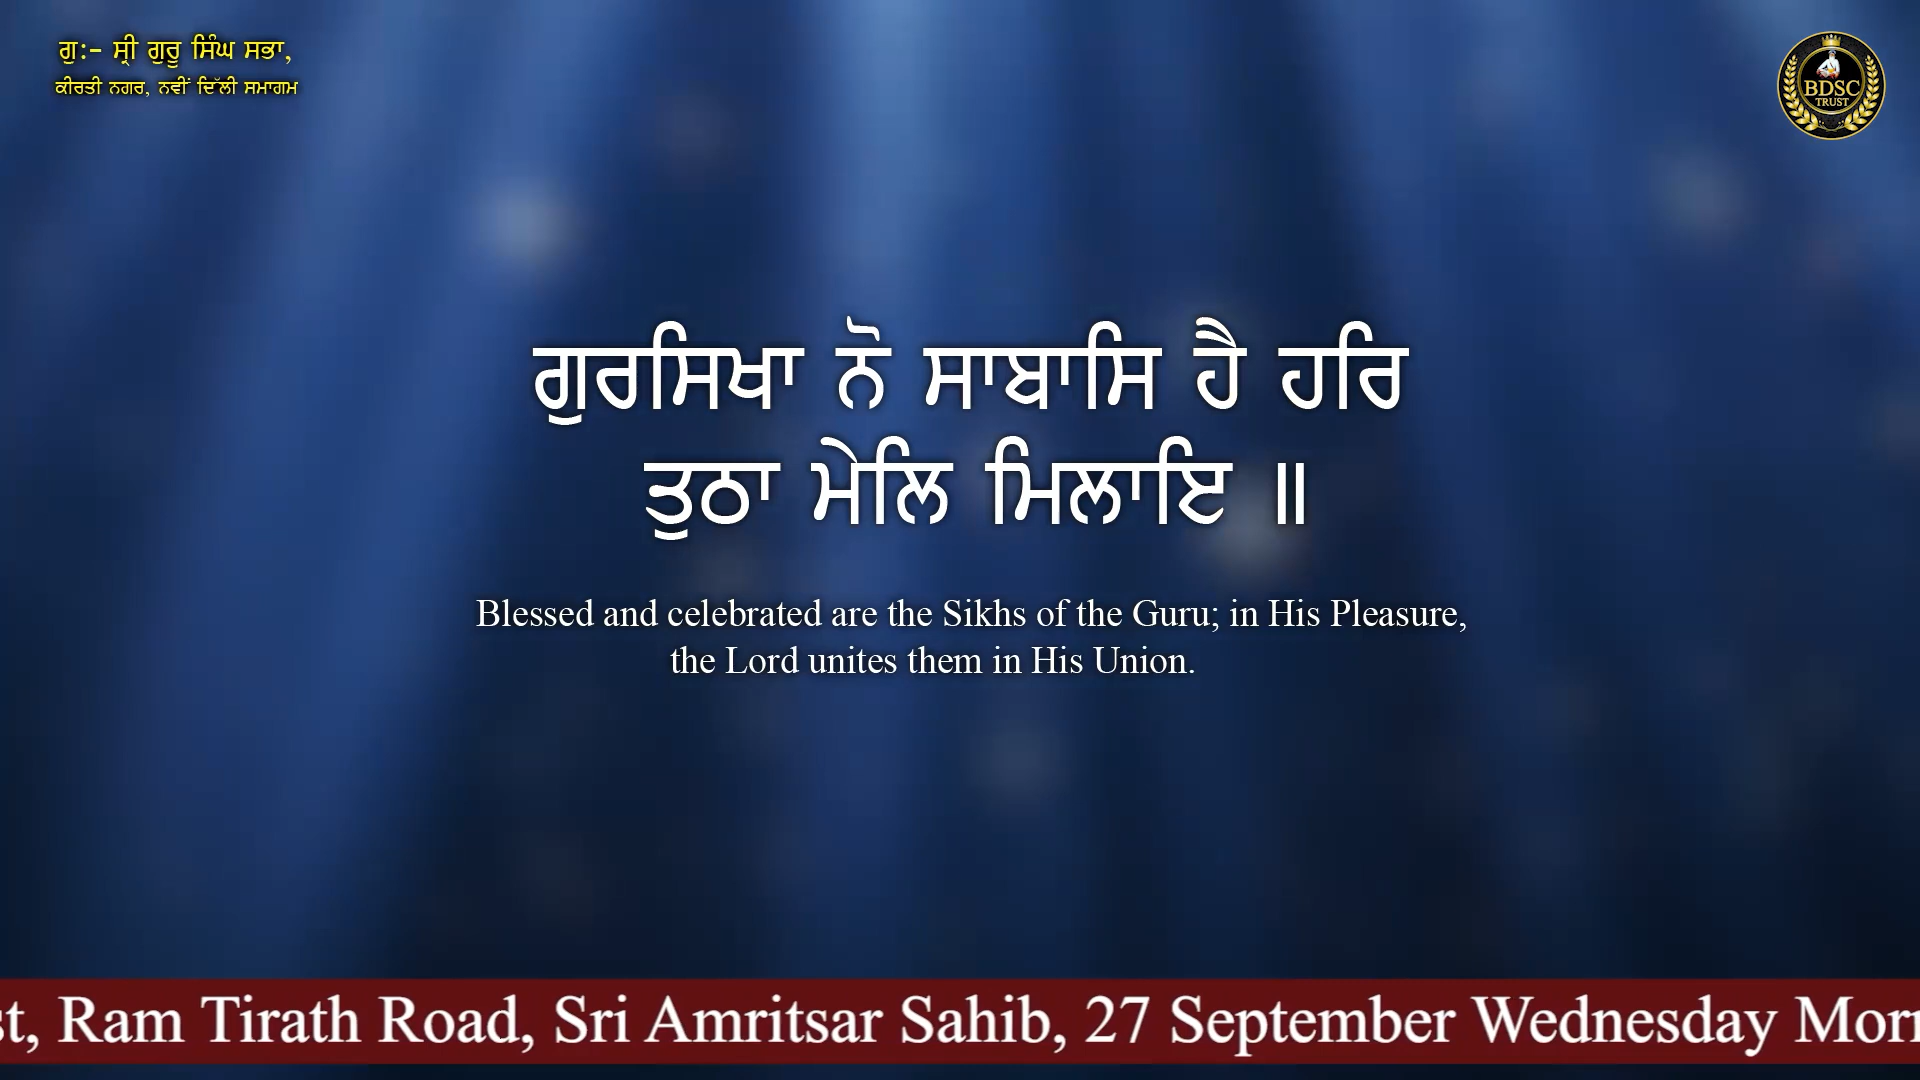 ਗੁ:- ਸ੍ਰੀ ਗੁਰੂ ਸਿੰਘ ਸਭਾ,
ਕੀਰਤੀ ਨਗਰ, ਨਵੀਂ ਦਿੱਲੀ ਸਮਾਗਮ
BDSC
TRUST
ਗੁਰਸਿਖਾ ਨੋ ਸਾਬਾਸਿ ਹੈ ਹਰਿ
ਤੁਠਾ ਮੇਲਿ ਮਿਲਾਇ ॥
Blessed and celebrated are the Sikhs of the Guru; in His Pleasure,
the Lord unites them in His Union.
st, Ram Tirath Road, Sri Amritsar Sahib, 27 September Wednesday Morn